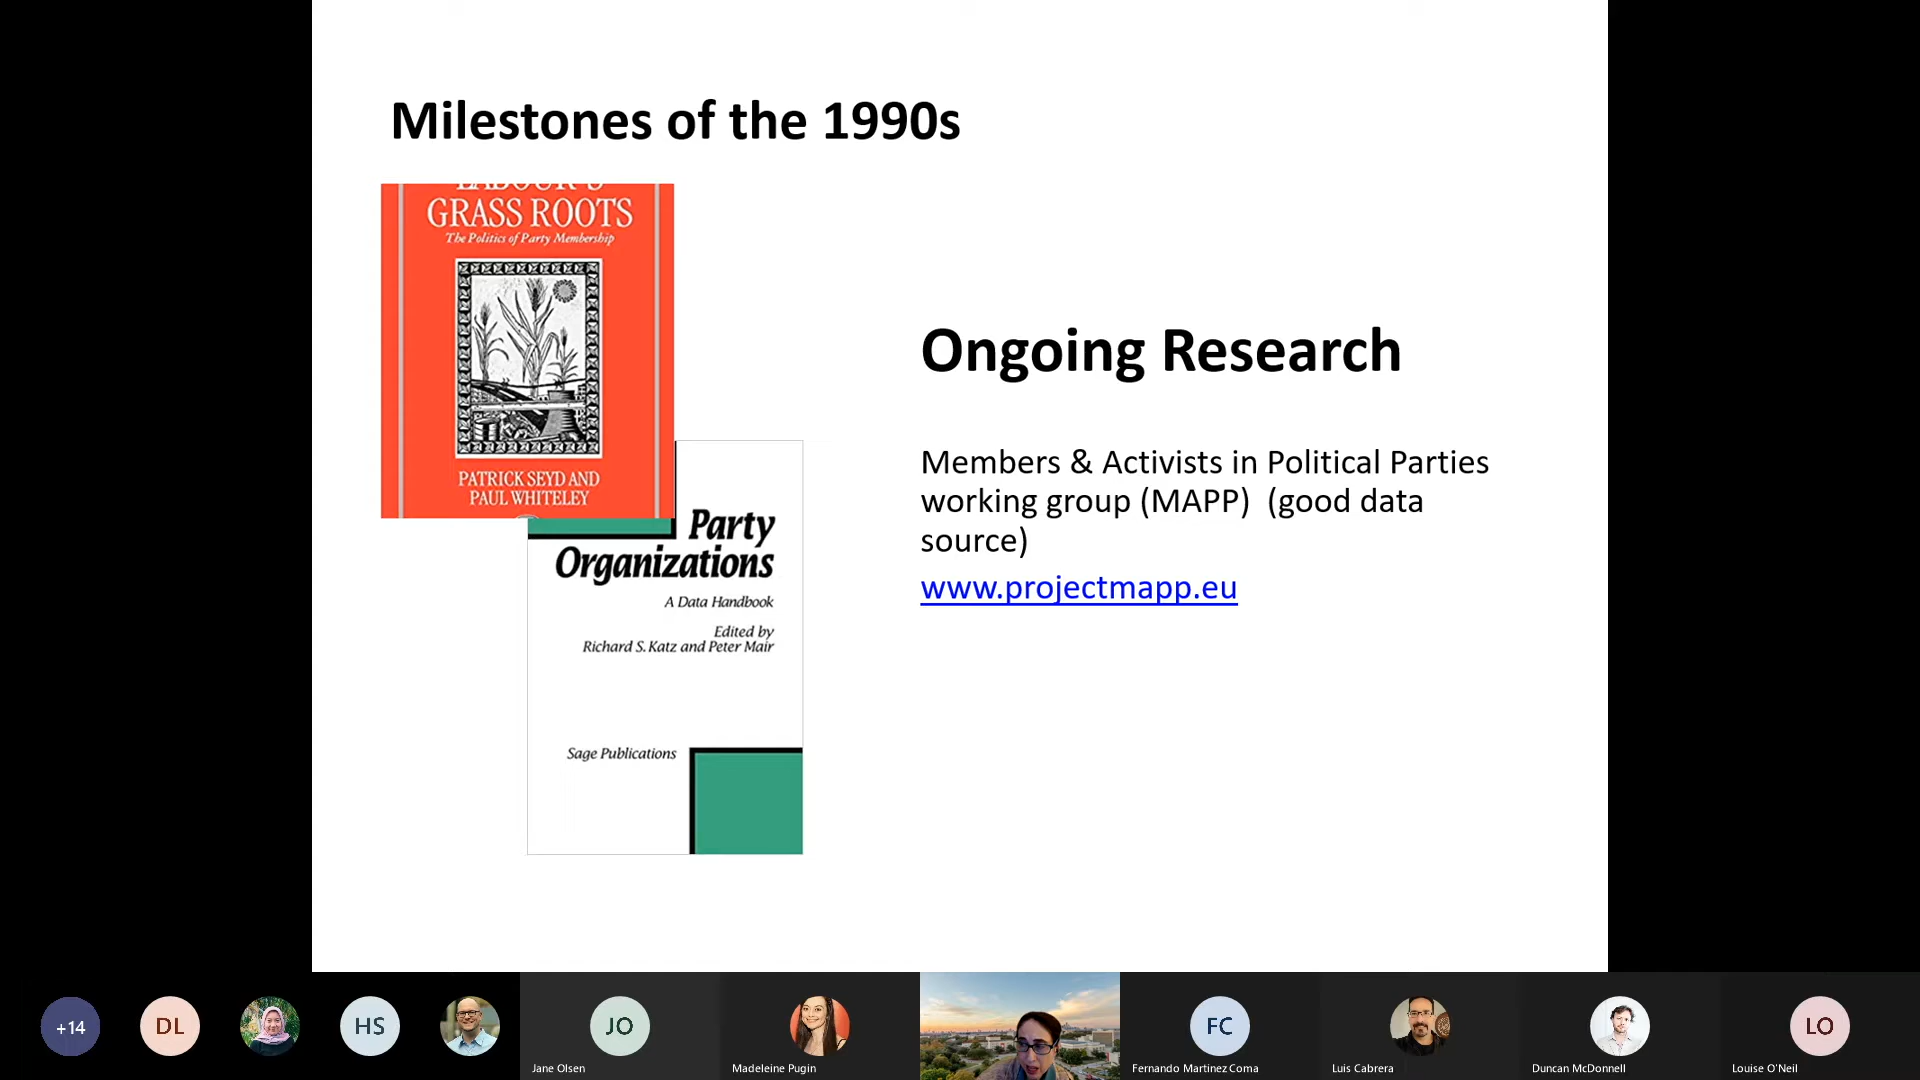 Milestones of the 1990s
LABOUR'S
GRASS ROOTS
The Politics of Party Membership
PATRICK SEYD AND
PAUL WHITELEY
Party
Organizations
A Data Handbook
Edited by
Richard S. Katz and Peter Mair
Sage Publications
Ongoing Research
Members & Activists in Political Parties
working group (MAPP)  (good data
source)
www.projectmapp.eu
+14
DL
HS
JO
Jane Olsen
Madeleine Pugin
FC
Fernando Martinez Coma
Luis Cabrera
Duncan McDonnell
LO
Louise O'Neil